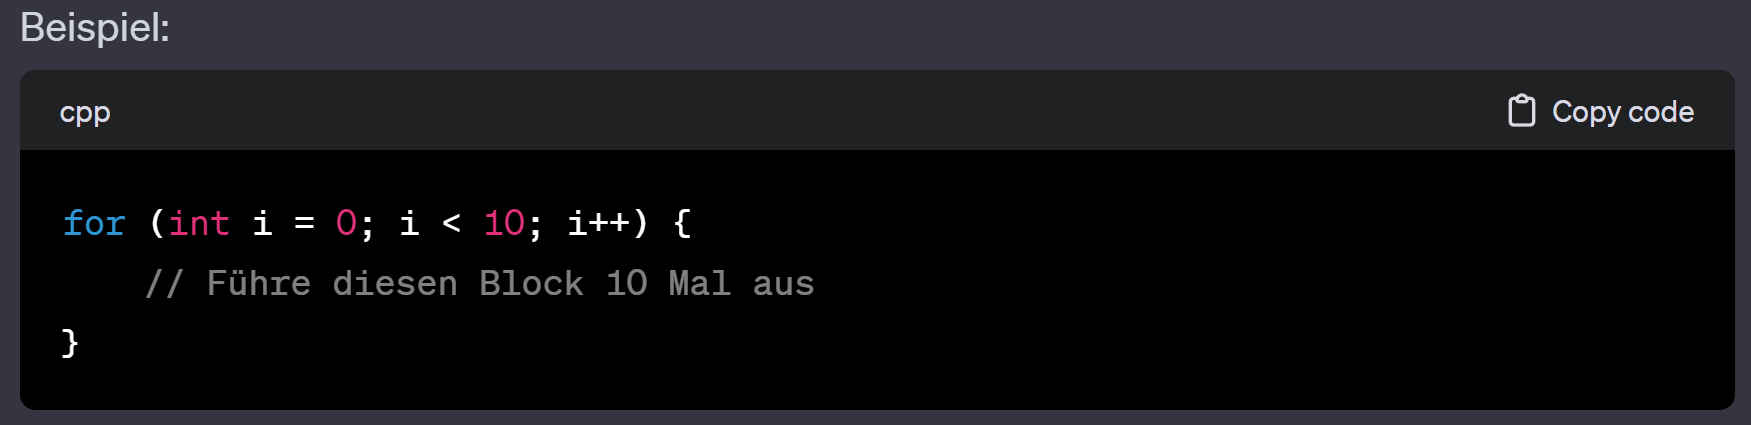 Beispiel:
cpp Copy code
for (int i = 0; i < 10; i++) {
    // Führe diesen Block 10 Mal aus
}